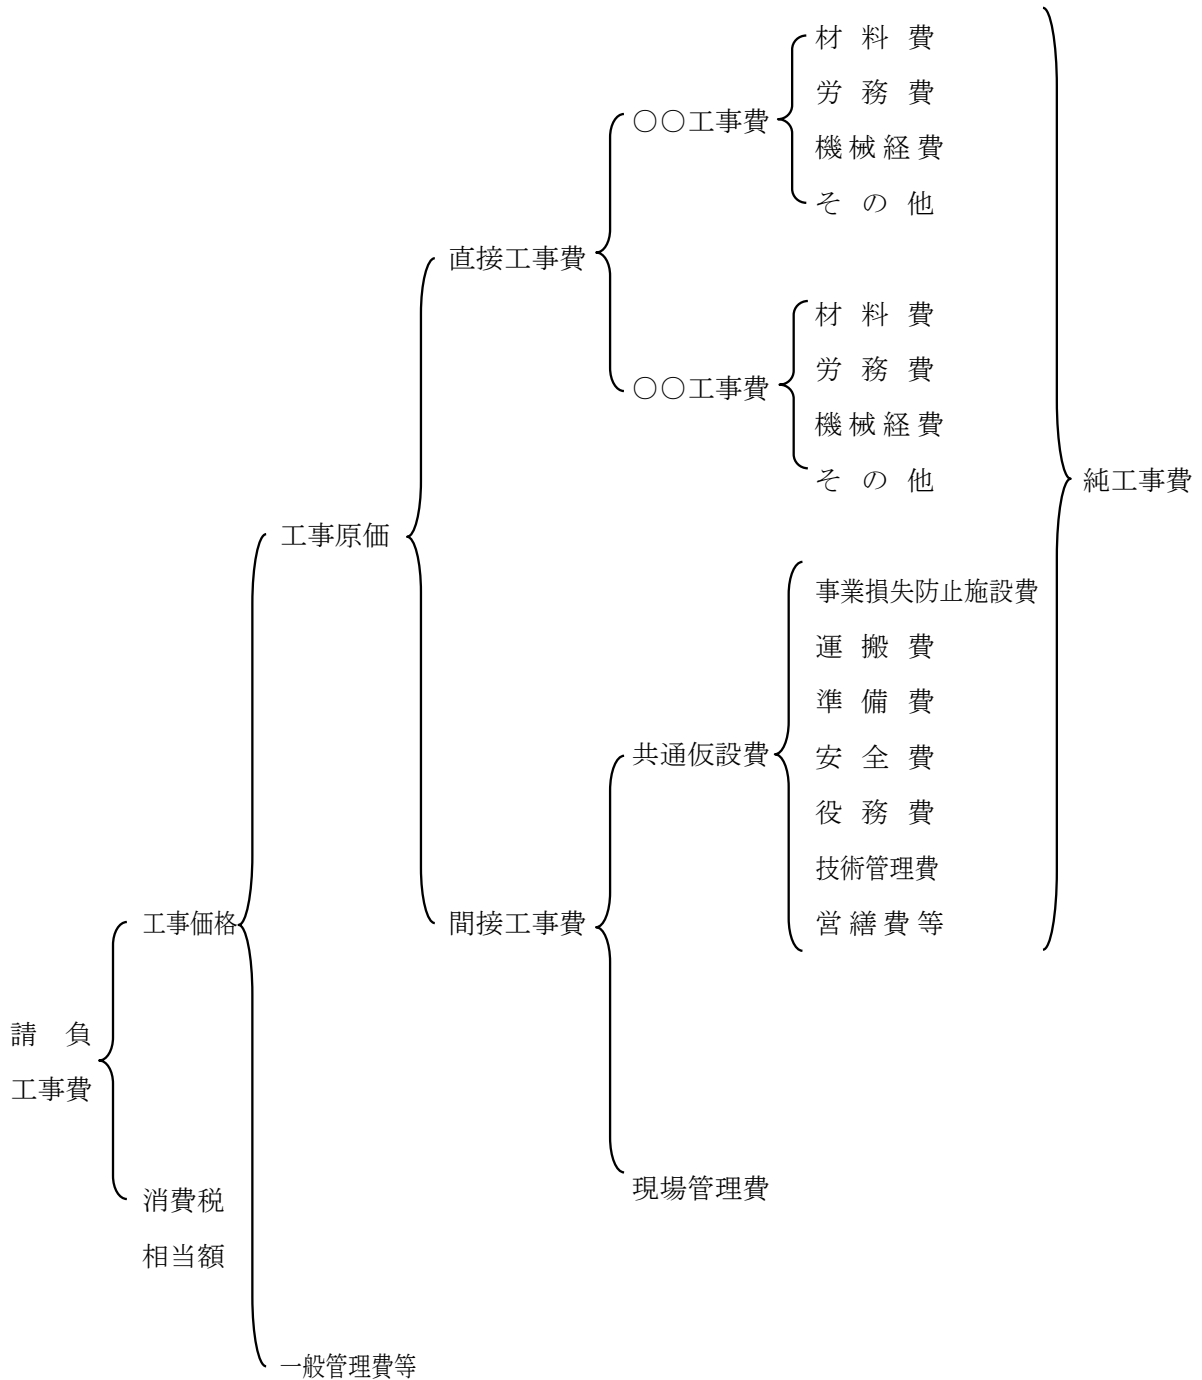 材料費
労務費
〇〇工事費
機械経費
その他
直接工事費
材料費
労務費
〇〇工事費
機械経費
その他
純工事費
工事原価
事業損失防止施設費
運搬費
準備費
共通仮設費
安全費
役務費
技術管理費
工事価格
間接工事費
営繕費等
請負
工事費
現場管理費
消費税
相当額
一般管理費等